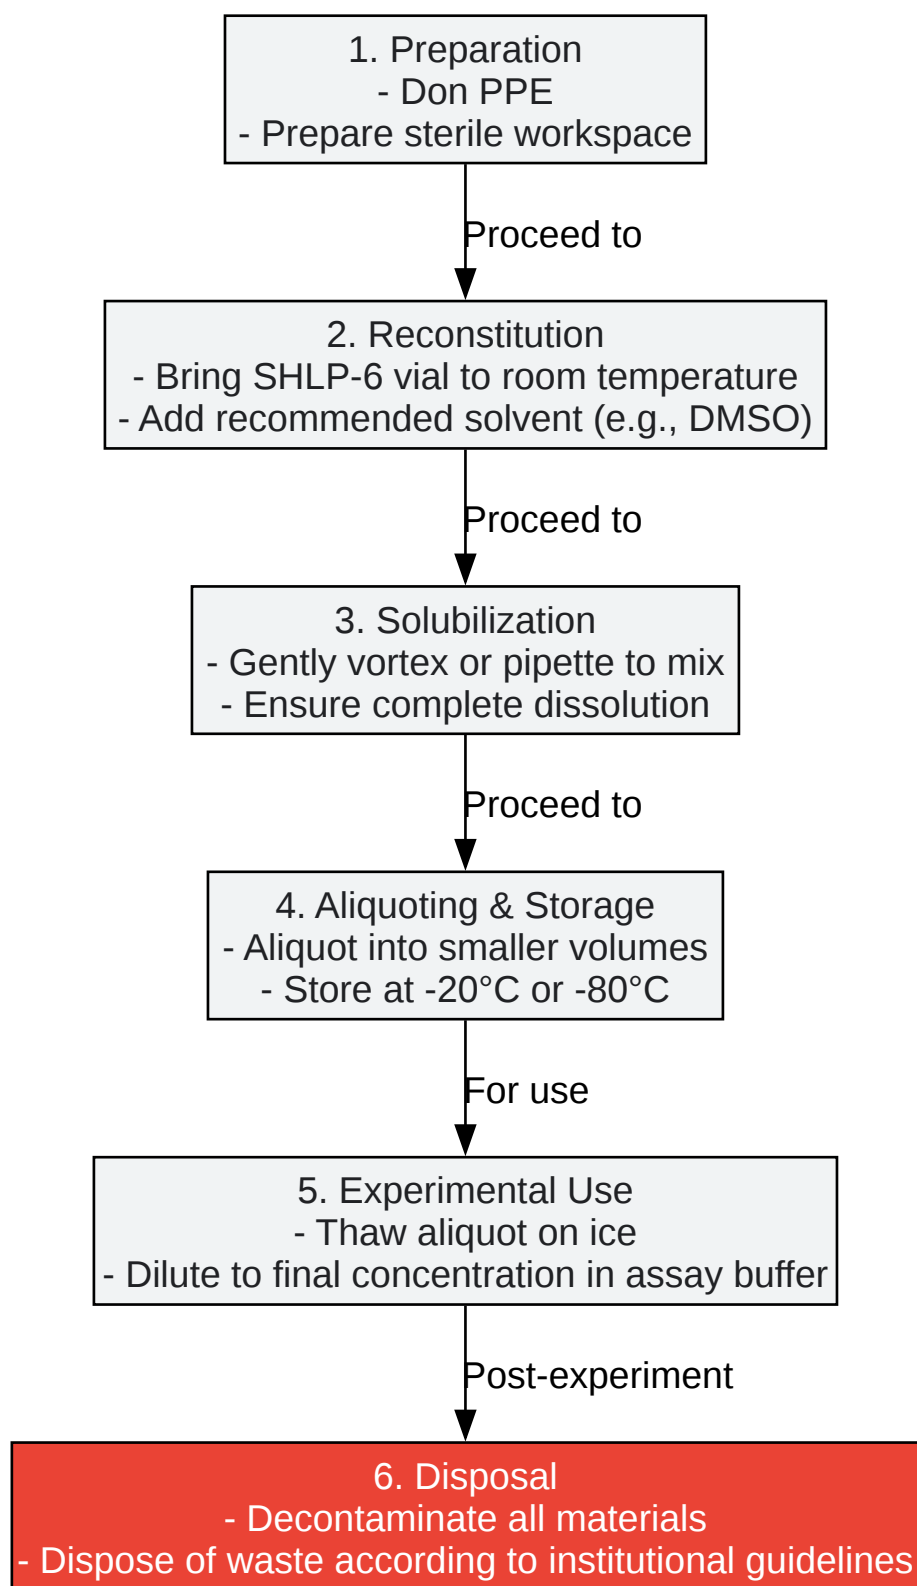 1. Preparation
- Don PPE
- Prepare sterile workspace
Proceed to
2. Reconstitution
- Bring SHLP-6 vial to room temperature
- Add recommended solvent (e.g., DMSO)
Proceed to
3. Solubilization
- Gently vortex or pipette to mix
- Ensure complete dissolution
Proceed to
4. Aliquoting & Storage
- Aliquot into smaller volumes
- Store at -20°C or -80°C
For use
5. Experimental Use
- Thaw aliquot on ice
- Dilute to final concentration in assay buffer
Post-experiment
6. Disposal
- Decontaminate all materials
- Dispose of waste according to institutional guidelines